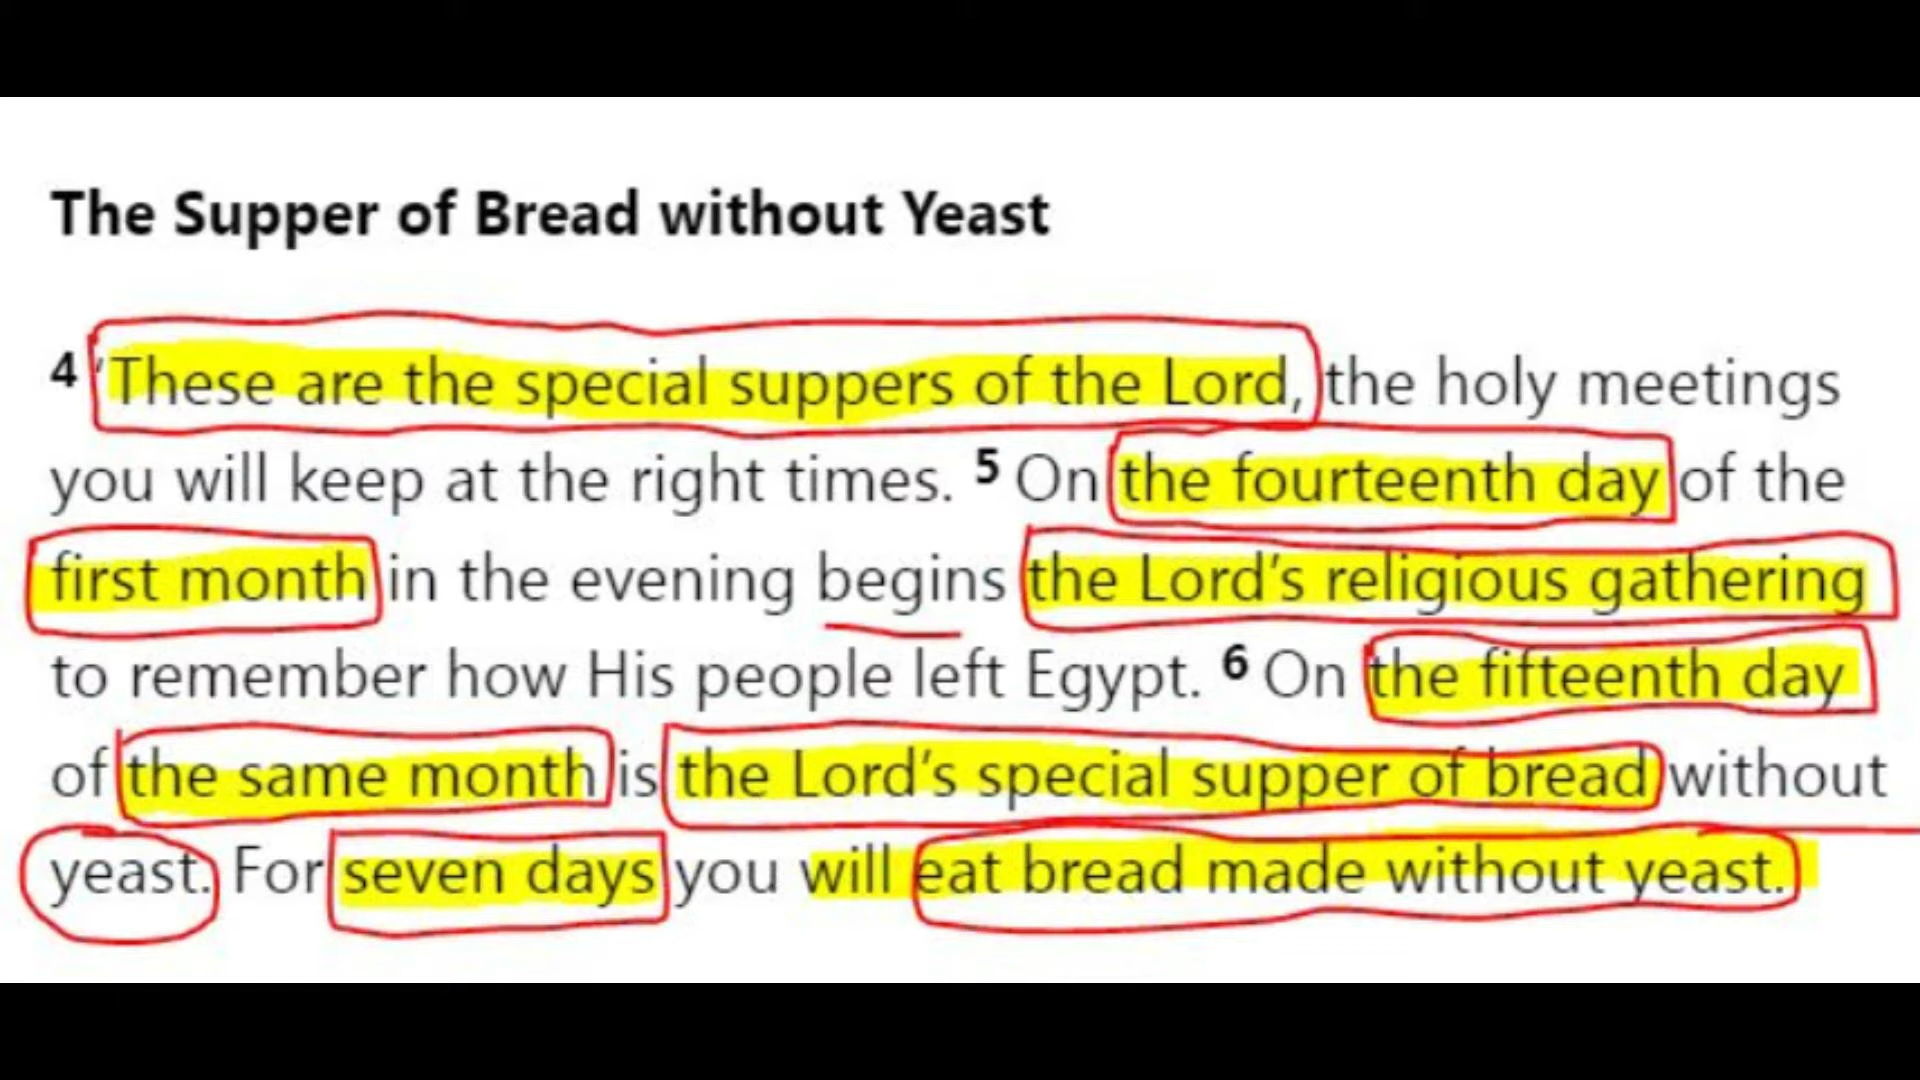 The Supper of Bread without Yeast
4 ‘These are the special suppers of the Lord, the holy meetings
you will keep at the right times. 5 On the fourteenth day of the
first month in the evening begins the Lord’s religious gathering
to remember how His people left Egypt. 6 On the fifteenth day
of the same month is the Lord’s special supper of bread without
yeast. For seven days you will eat bread made without yeast.